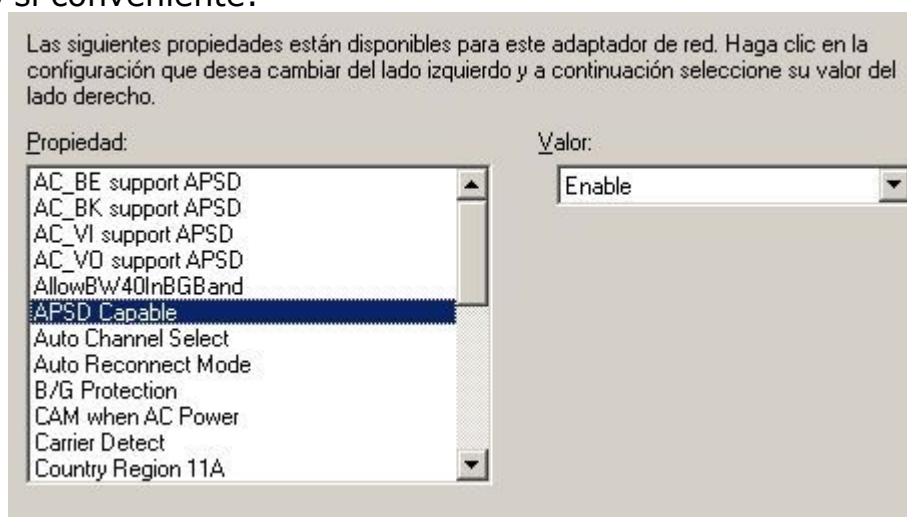 si conveniente.
Las siguientes propiedades están disponibles para este adaptador de red. Haga clic en la
configuración que desea cambiar del lado izquierdo y a continuación seleccione su valor del
lado derecho.
Propiedad:
AC_BE support APSD
AC_BK support APSD
AC_VI support APSD
AC_VO support APSD
AllowBW40InBGBand
APSD Capable
Auto Channel Select
Auto Reconnect Mode
B/G Protection
CAM when AC Power
Carrier Detect
Country Region 11A
Valor:
Enable